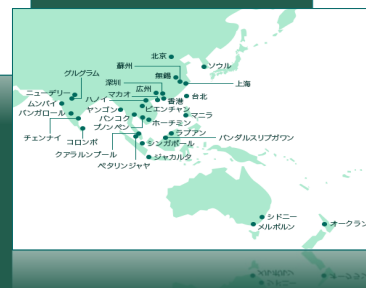 北京
ソウル
蘇州
グルグラム
無錫
上海
深圳
ニューデリー
広州
マカオ
台北
ハノイ
香港
ムンバイ
ヤンゴン
ビエンチャン
バンガロール
バンコク
マニラ
プノンペン
ホーチミン
チェンナイ
ラブアン
バンダルスリブガワン
コロンボ
シンガポール
クアラルンプール
ジャカルタ
ペタリンジャヤ
シドニー
オークラン
メルボルン